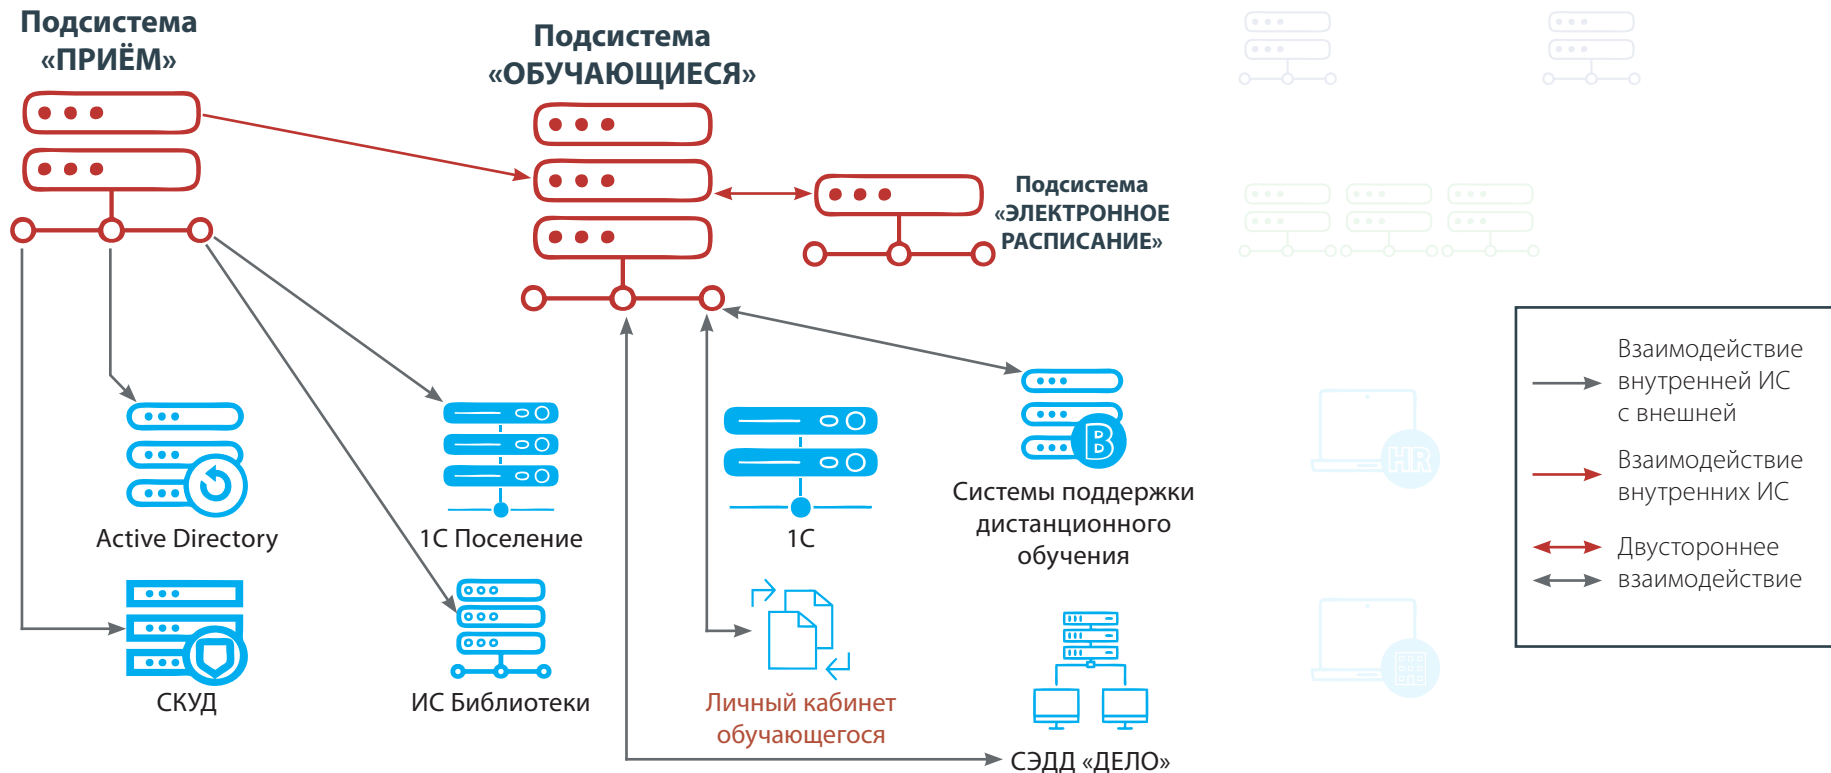 Подсистема
«ПРИЁМ»
Подсистема
«ОБУЧАЮЩИЕСЯ»
Подсистема
«ЭЛЕКТРОННОЕ
РАСПИСАНИЕ»
Взаимодействие
внутренней ИС
с внешней
Взаимодействие
внутренних ИС
Двустороннее
взаимодействие
Active Directory
1С Поселение
1С
B
Системы поддержки
дистанционного
обучения
HR
СКУД
ИС Библиотеки
Личный кабинет
обучающегося
СЭДД «ДЕЛО»